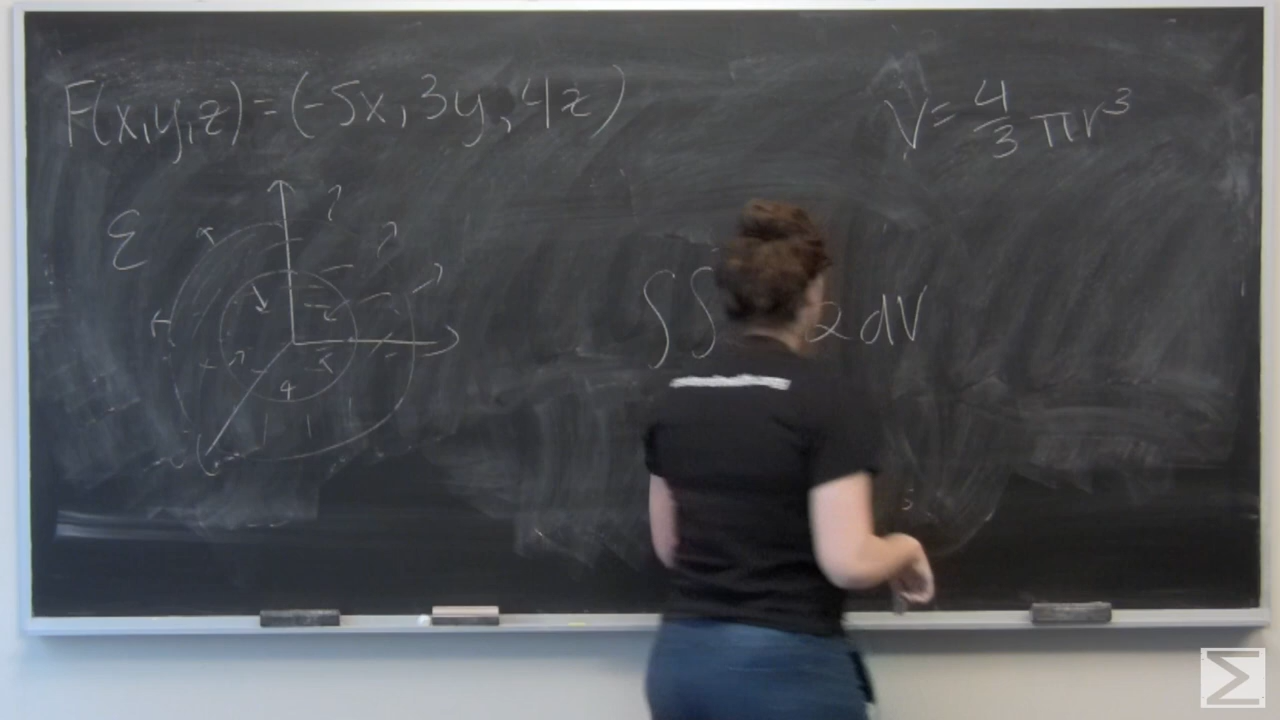 F(x,y,z)=(-5x,3y,4z)
V=4/3 πr³
ℰ
∫∫ 2 dV